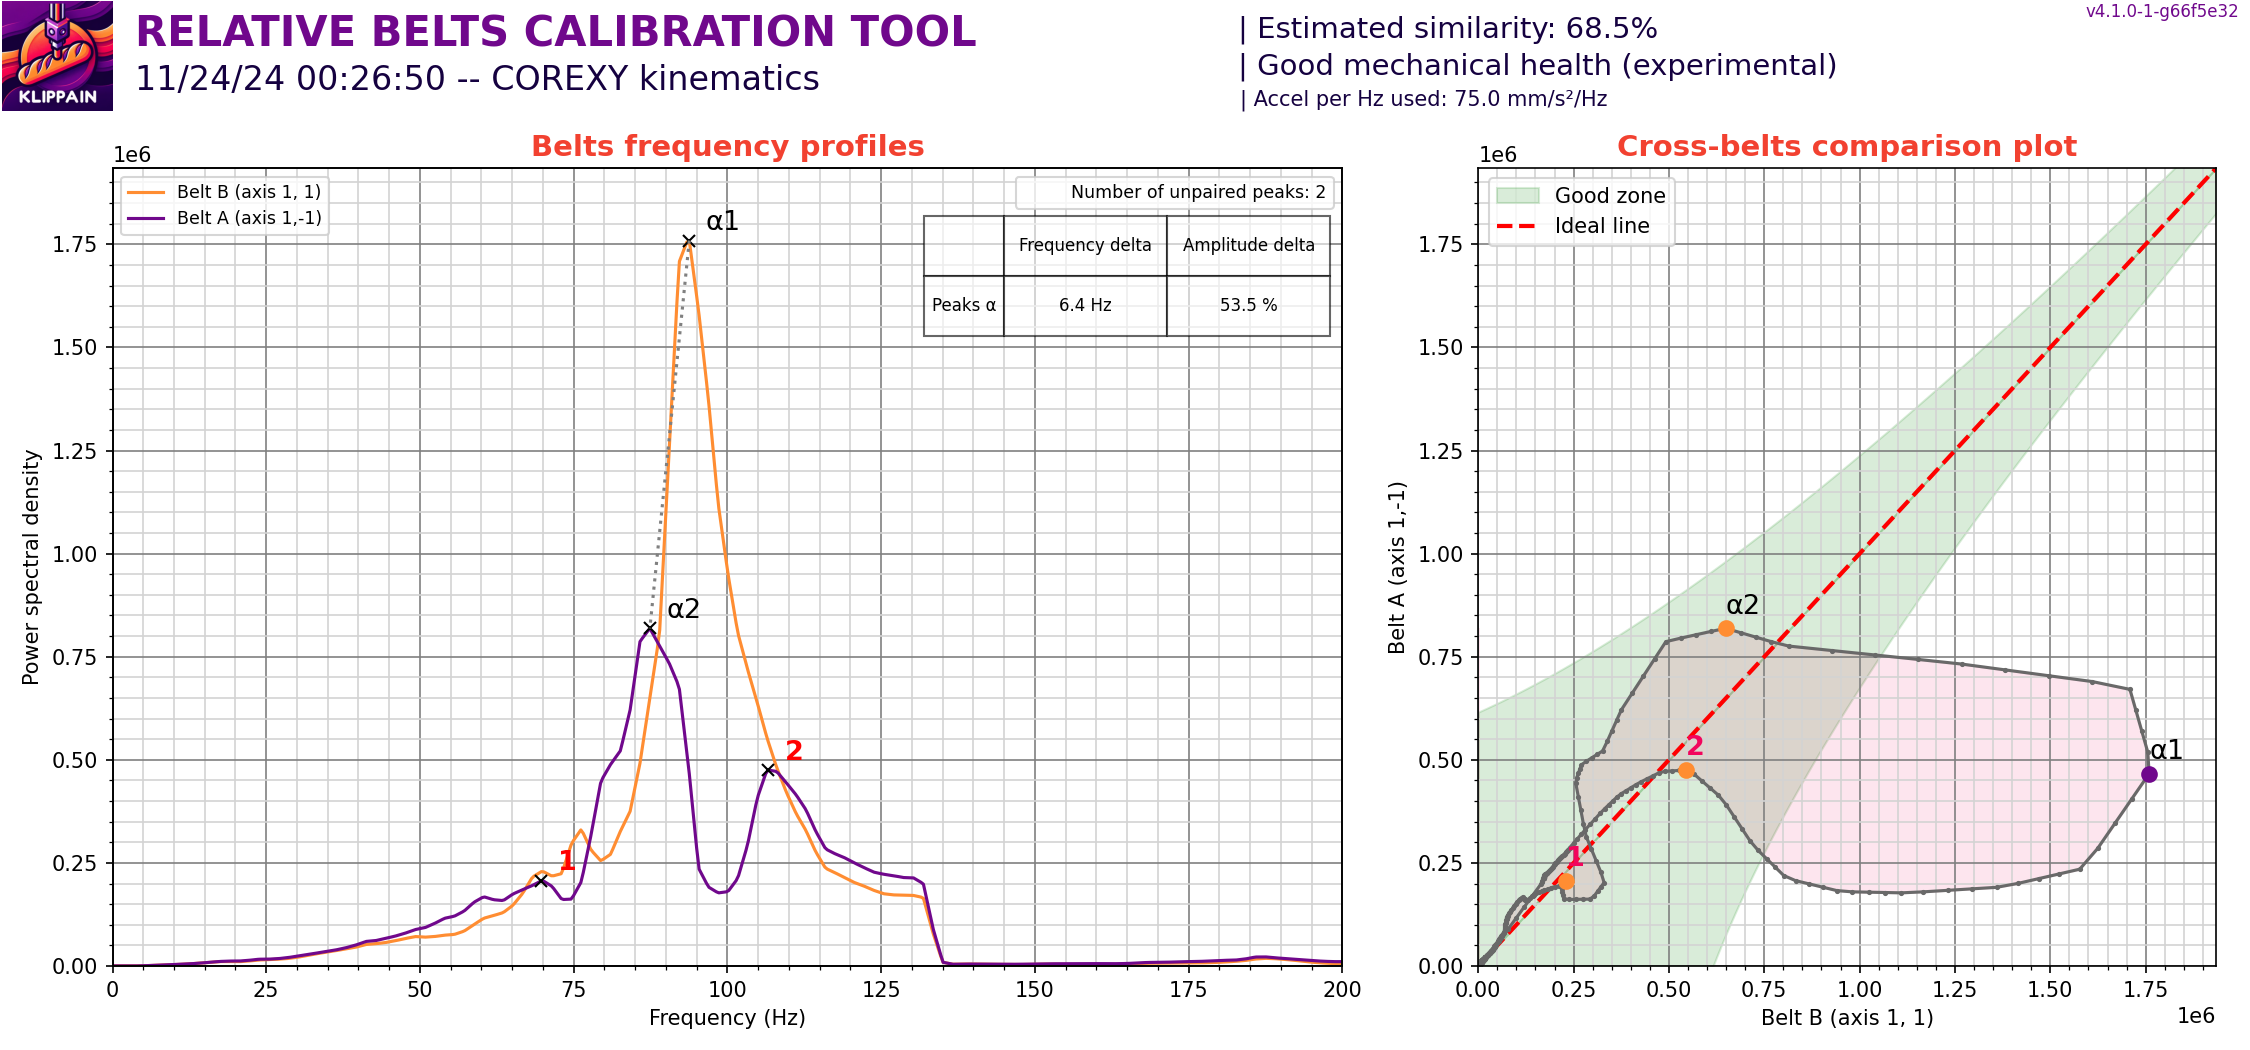 KLIPPAIN
RELATIVE BELTS CALIBRATION TOOL
11/24/24 00:26:50 -- COREXY kinematics
| Estimated similarity: 68.5%
| Good mechanical health (experimental)
| Accel per Hz used: 75.0 mm/s²/Hz
v4.1.0-1-g66f5e32
Belts frequency profiles
1e6
Belt B (axis 1, 1)
Belt A (axis 1,-1)
Number of unpaired peaks: 2
Frequency delta Amplitude delta
Peaks α 6.4 Hz 53.5 %
α1
α2
1
2
Power spectral density
1.75
1.50
1.25
1.00
0.75
0.50
0.25
0.00
0 25 50 75 100 125 150 175 200
Frequency (Hz)
Cross-belts comparison plot
1e6
Good zone
Ideal line
α2
α1
2
1
Belt A (axis 1,-1)
1.75
1.50
1.25
1.00
0.75
0.50
0.25
0.00
0.00 0.25 0.50 0.75 1.00 1.25 1.50 1.75
Belt B (axis 1, 1)
1e6